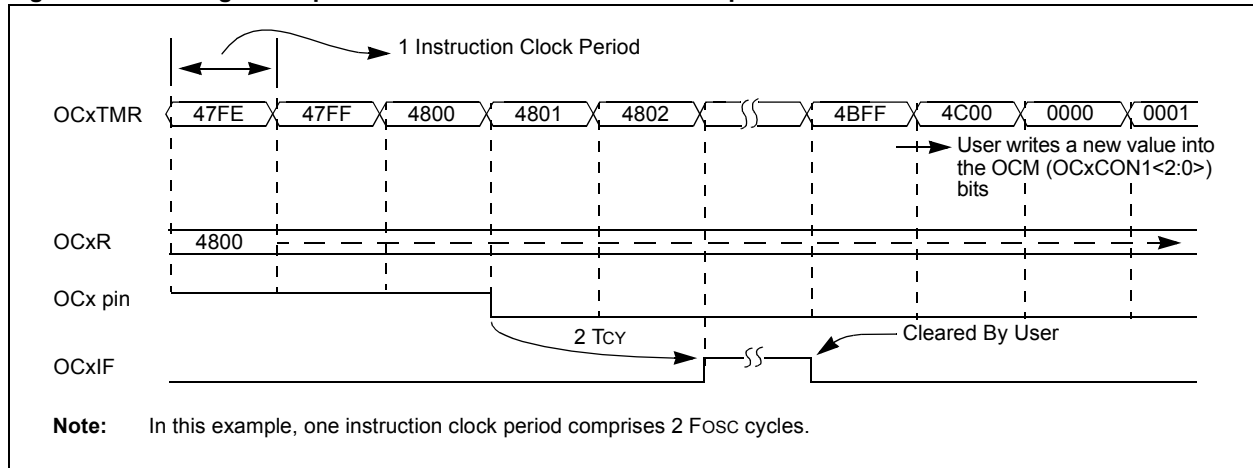 1 Instruction Clock Period
OCxTMR 47FE 47FF 4800 4801 4802 4BFF 4C00 0000 0001
User writes a new value into
the OCM (OCxCON1<2:0>)
bits
OCxR 4800
OCx pin
2 TCY
Cleared By User
OCxIF
Note: In this example, one instruction clock period comprises 2 FOSC cycles.